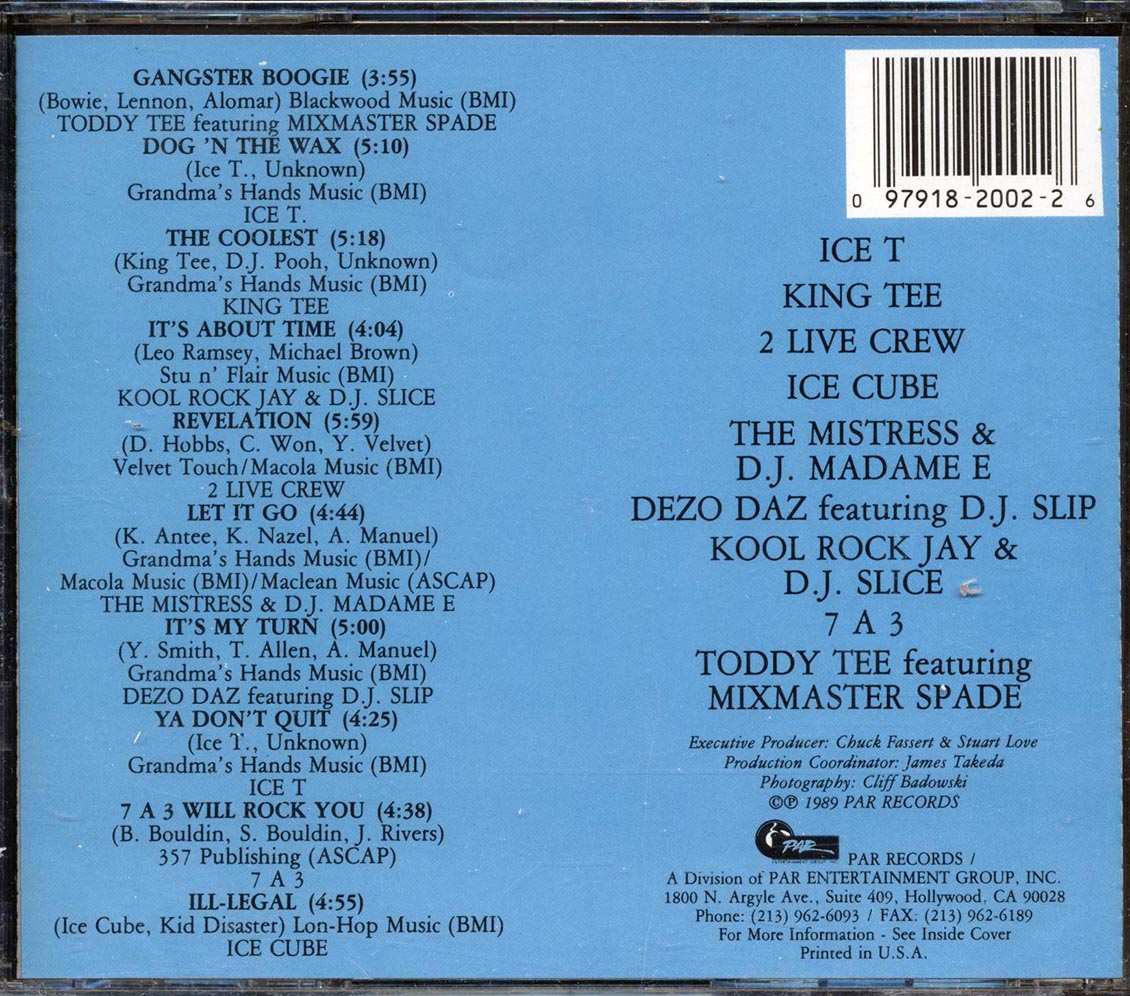 GANGSTER BOOGIE (3:55)
(Bowie, Lennon, Alomar) Blackwood Music (BMI)
TODDY TEE featuring MIXMASTER SPADE
DOG 'N THE WAX (5:10)
(Ice T., Unknown)
Grandma's Hands Music (BMI)
ICE T.
THE COOLEST (5:18)
(King Tee, D.J. Pooh, Unknown)
Grandma's Hands Music (BMI)
KING TEE
IT'S ABOUT TIME (4:04)
(Leo Ramsey, Michael Brown)
Stu n' Flair Music (BMI)
KOOL ROCK JAY & D.J. SLICE
REVELATION (5:59)
(D. Hobbs, C. Won, Y. Velvet)
Velvet Touch/Macola Music (BMI)
2 LIVE CREW
LET IT GO (4:44)
(K. Antee, K. Nazel, A. Manuel)
Grandma's Hands Music (BMI)/
Macola Music (BMI)/Maclean Music (ASCAP)
THE MISTRESS & D.J. MADAME E
IT'S MY TURN (5:00)
(Y. Smith, T. Allen, A. Manuel)
Grandma's Hands Music (BMI)
DEZO DAZ featuring D.J. SLIP
YA DON'T QUIT (4:25)
(Ice T., Unknown)
Grandma's Hands Music (BMI)
ICE T
7 A 3 WILL ROCK YOU (4:38)
(B. Bouldin, S. Bouldin, J. Rivers)
357 Publishing (ASCAP)
7 A 3
ILL-LEGAL (4:55)
(Ice Cube, Kid Disaster) Lon-Hop Music (BMI)
ICE CUBE
0 97918-2002-2 6
ICE T
KING TEE
2 LIVE CREW
ICE CUBE
THE MISTRESS &
D.J. MADAME E
DEZO DAZ featuring D.J. SLIP
KOOL ROCK JAY &
D.J. SLICE
7 A 3
TODDY TEE featuring
MIXMASTER SPADE
Executive Producer: Chuck Fassert & Stuart Love
Production Coordinator: James Takeda
Photography: Cliff Badowski
©℗ 1989 PAR RECORDS
PAR
ENTERTAINMENT GROUP, INC.
PAR RECORDS /
A Division of PAR ENTERTAINMENT GROUP, INC.
1800 N. Argyle Ave., Suite 409, Hollywood, CA 90028
Phone: (213) 962-6093 / FAX: (213) 962-6189
For More Information - See Inside Cover
Printed in U.S.A.